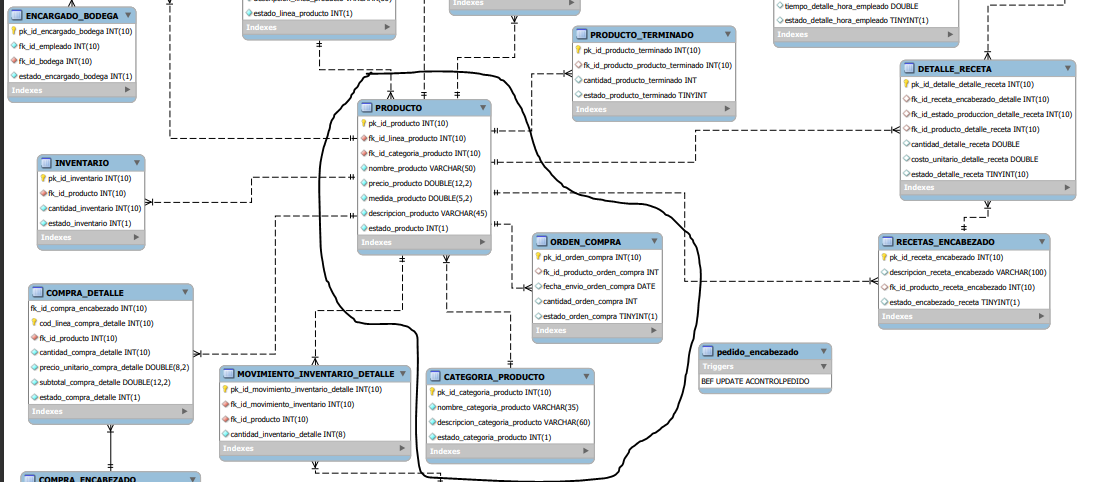 ENCARGADO_BODEGA
pk_id_encargado_bodega INT(10)
fk_id_empleado INT(10)
fk_id_bodega INT(10)
estado_encargado_bodega INT(1)
Indexes
estado_linea_producto INT(1)
Indexes
Indexes
tiempo_detalle_hora_empleado DOUBLE
estado_detalle_hora_empleado TINYINT(1)
Indexes
PRODUCTO_TERMINADO
pk_id_producto_terminado INT(10)
fk_id_producto_producto_terminado INT(10)
cantidad_producto_terminado INT
estado_producto_terminado TINYINT
Indexes
DETALLE_RECETA
pk_id_detalle_detalle_receta INT(10)
fk_id_receta_encabezado_detalle INT(10)
fk_id_estado_produccion_detalle_receta INT(10)
fk_id_producto_detalle_receta INT(10)
cantidad_detalle_receta DOUBLE
costo_unitario_detalle_receta DOUBLE
estado_detalle_receta TINYINT(10)
Indexes
PRODUCTO
pk_id_producto INT(10)
fk_id_linea_producto INT(10)
fk_id_categoria_producto INT(10)
nombre_producto VARCHAR(50)
precio_producto DOUBLE(12,2)
medida_producto DOUBLE(5,2)
descripcion_producto VARCHAR(45)
estado_producto INT(1)
Indexes
INVENTARIO
pk_id_inventario INT(10)
fk_id_producto INT(10)
cantidad_inventario INT(10)
estado_inventario INT(1)
Indexes
ORDEN_COMPRA
pk_id_orden_compra INT(10)
fk_id_producto_orden_compra INT
fecha_envio_orden_compra DATE
cantidad_orden_compra INT
estado_orden_compra TINYINT(1)
Indexes
RECETAS_ENCABEZADO
pk_id_receta_encabezado INT(10)
descripcion_receta_encabezado VARCHAR(100)
fk_id_producto_receta_encabezado INT(10)
estado_encabezado_receta TINYINT(1)
Indexes
COMPRA_DETALLE
fk_id_compra_encabezado INT(10)
cod_linea_compra_detalle INT(10)
fk_id_producto INT(10)
cantidad_compra_detalle INT(10)
precio_unitario_compra_detalle DOUBLE(8,2)
subtotal_compra_detalle DOUBLE(12,2)
estado_compra_detalle INT(1)
Indexes
MOVIMIENTO_INVENTARIO_DETALLE
pk_id_movimiento_inventario_detalle INT(10)
fk_id_movimiento_inventario INT(10)
fk_id_producto INT(10)
cantidad_inventario_detalle INT(8)
Indexes
CATEGORIA_PRODUCTO
pk_id_categoria_producto INT(10)
nombre_categoria_producto VARCHAR(35)
descripcion_categoria_producto VARCHAR(60)
estado_categoria_producto INT(1)
Indexes
pedido_encabezado
Triggers
BEF UPDATE ACONTROLPEDIDO
COMPRA_ENCABEZADO